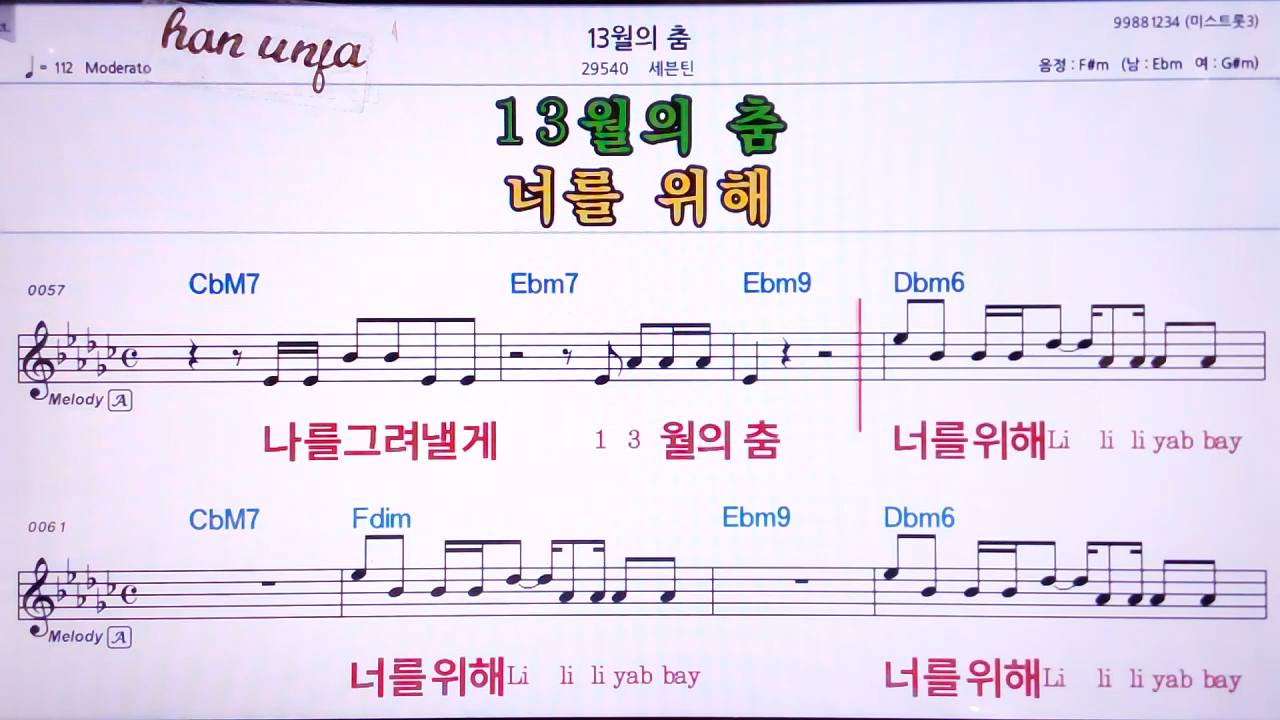 han unfa
13월의 춤
99881234 (미스트롯3)
♩= 112 Moderato
29540 세븐틴
음정 : F#m (남 : Ebm 여 : G#m)
13월의 춤
너를 위해
CbM7 Ebm7 Ebm9 Dbm6
0057
Melody A
나를그려낼게 1 3 월의 춤 너를위해Li li li yab bay
CbM7 Fdim Ebm9 Dbm6
0061
Melody A
너를위해Li li li yab bay 너를위해Li li li yab bay